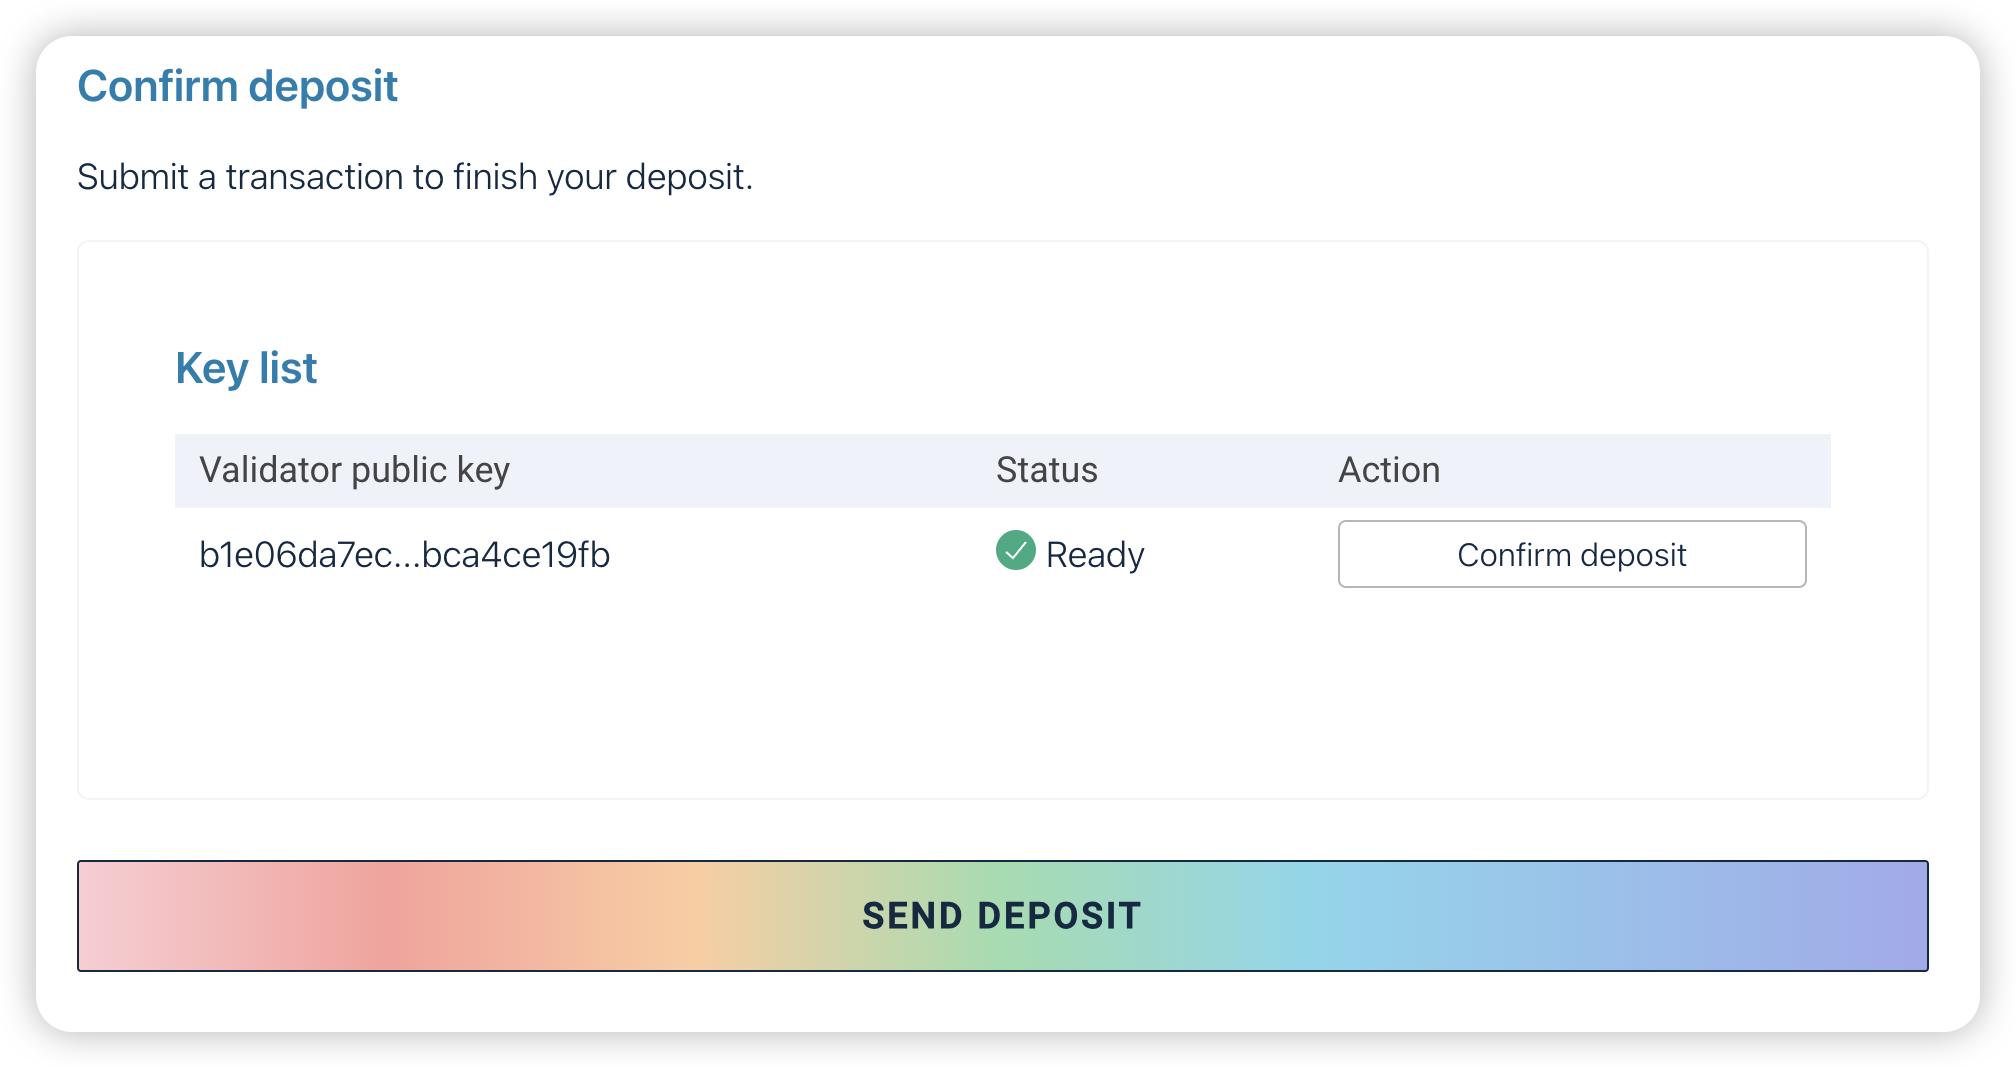 Confirm deposit
Submit a transaction to finish your deposit.
Key list
Validator public key Status Action
b1e06da7ec...bca4ce19fb Ready Confirm deposit
SEND DEPOSIT